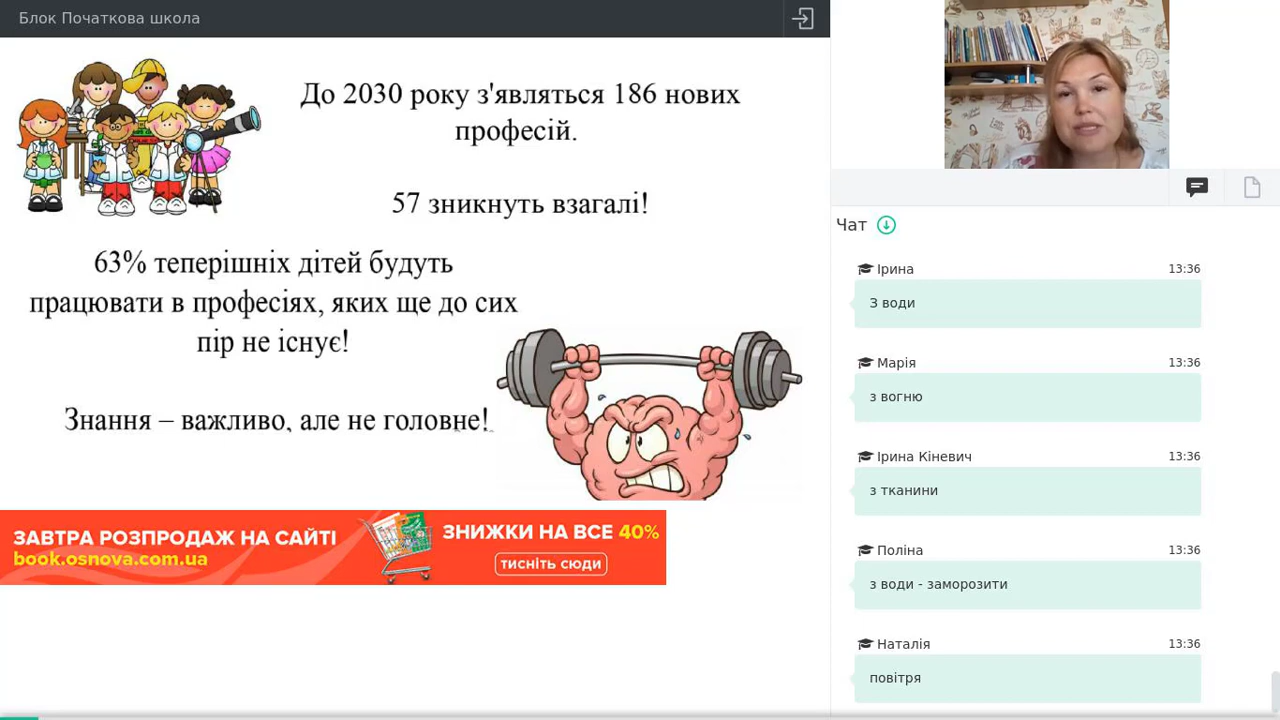 Блок Початкова школа
До 2030 року з'являться 186 нових
професій.
57 зникнуть взагалі!
63% теперішніх дітей будуть
працювати в професіях, яких ще до сих
пір не існує!
Знання – важливо, але не головне!
ЗАВТРА РОЗПРОДАЖ НА САЙТІ
book.osnova.com.ua
ЗНИЖКИ НА ВСЕ 40%
тисніть сюди
Чат
Ірина 13:36
З води
Марія 13:36
з вогню
Ірина Кіневич 13:36
з тканини
Поліна 13:36
з води - заморозити
Наталія 13:36
повітря